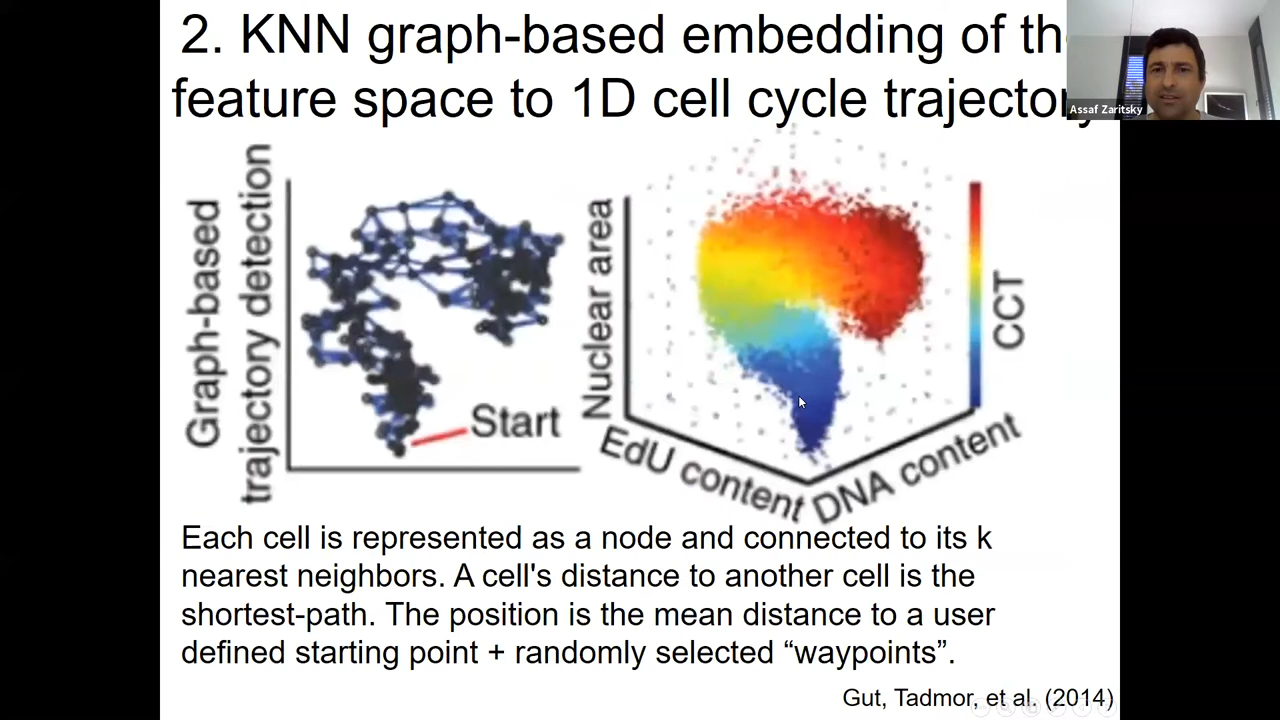 2. KNN graph-based embedding of the
feature space to 1D cell cycle trajectory
Assaf Zaritsky
Graph-based
trajectory detection
Start
Nuclear area
EdU content
DNA content
CCT
Each cell is represented as a node and connected to its k
nearest neighbors. A cell's distance to another cell is the
shortest-path. The position is the mean distance to a user
defined starting point + randomly selected “waypoints”.
Gut, Tadmor, et al. (2014)